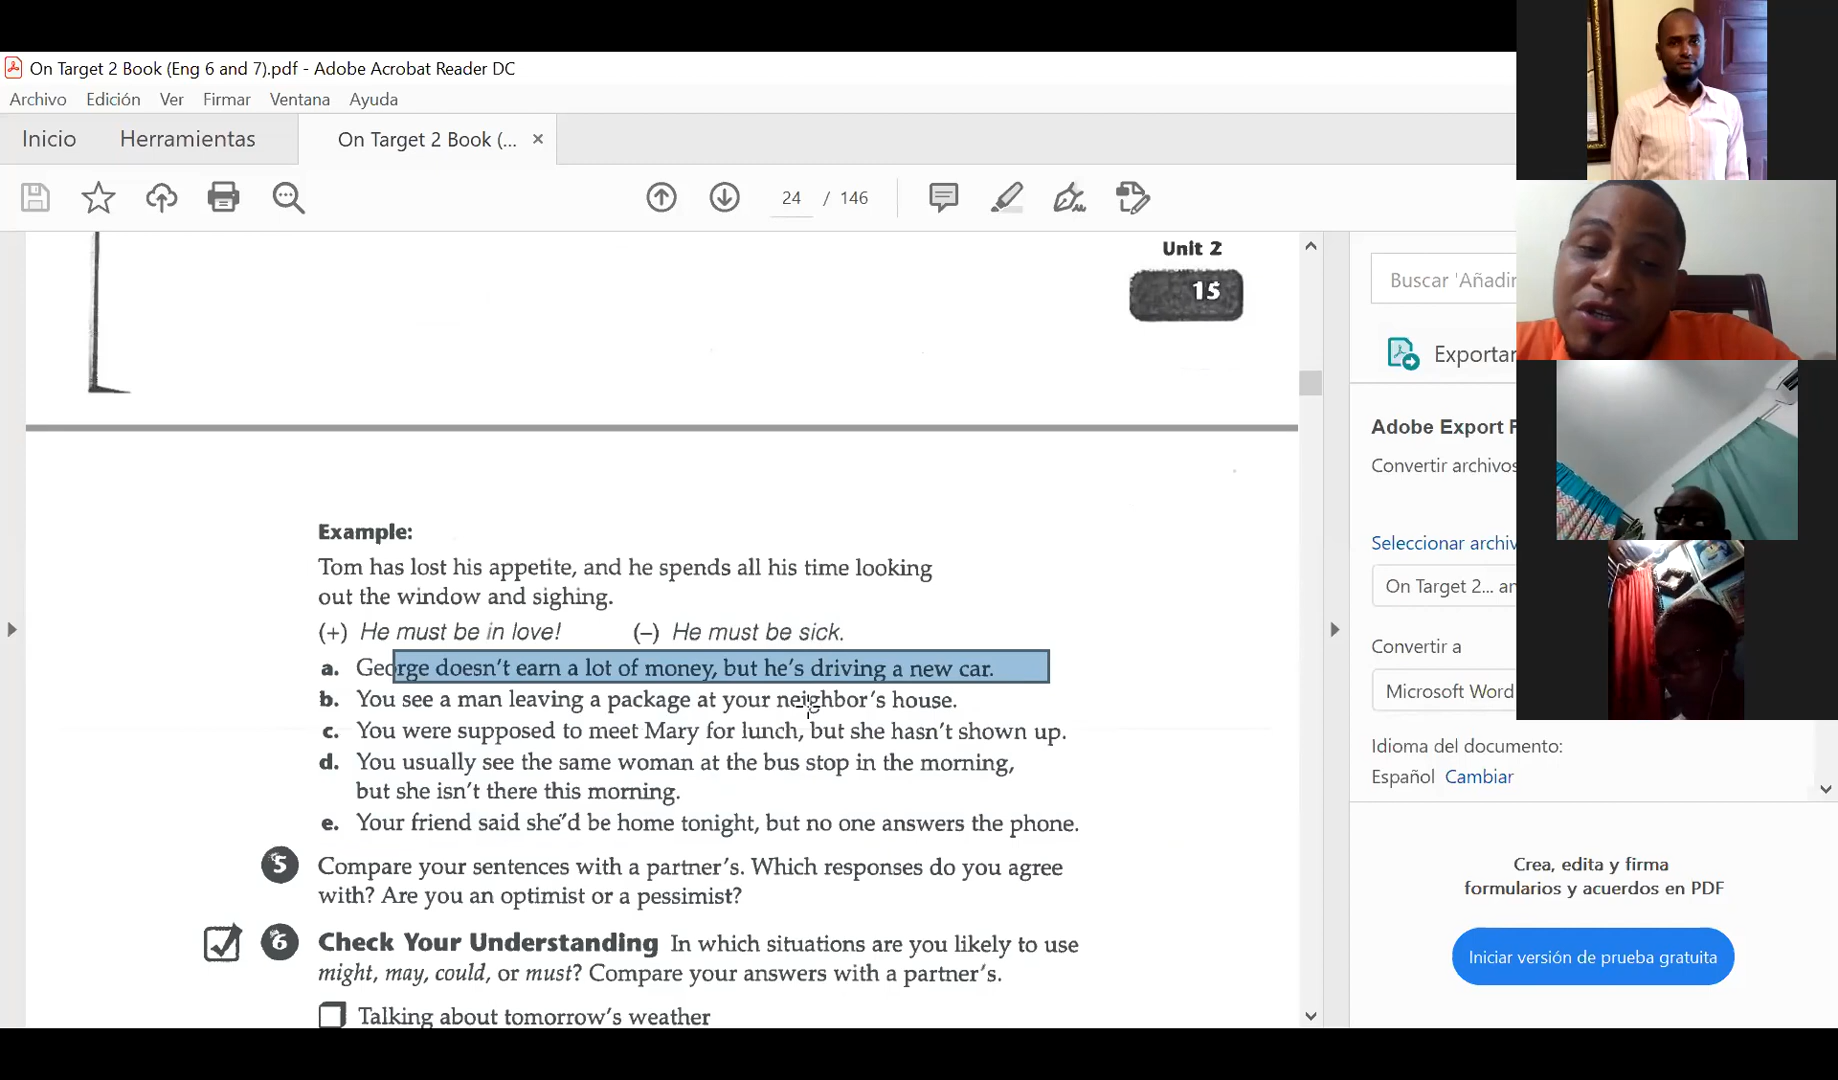 On Target 2 Book (Eng 6 and 7).pdf - Adobe Acrobat Reader DC
Archivo Edición Ver Firmar Ventana Ayuda
Inicio Herramientas On Target 2 Book (... ×
24 / 146
Unit 2
15
Example:
Tom has lost his appetite, and he spends all his time looking
out the window and sighing.
(+) He must be in love! (–) He must be sick.
a. George doesn't earn a lot of money, but he's driving a new car.
b. You see a man leaving a package at your neighbor's house.
c. You were supposed to meet Mary for lunch, but she hasn't shown up.
d. You usually see the same woman at the bus stop in the morning,
but she isn't there this morning.
e. Your friend said she"d be home tonight, but no one answers the phone.
5 Compare your sentences with a partner's. Which responses do you agree
with? Are you an optimist or a pessimist?
6 Check Your Understanding In which situations are you likely to use
might, may, could, or must? Compare your answers with a partner's.
Talking about tomorrow's weather
Buscar 'Añadir
Exportar
Adobe Export
Convertir archivos
Seleccionar archiv
On Target 2... an
Convertir a
Microsoft Word
Idioma del documento:
Español Cambiar
Crea, edita y firma
formularios y acuerdos en PDF
Iniciar versión de prueba gratuita